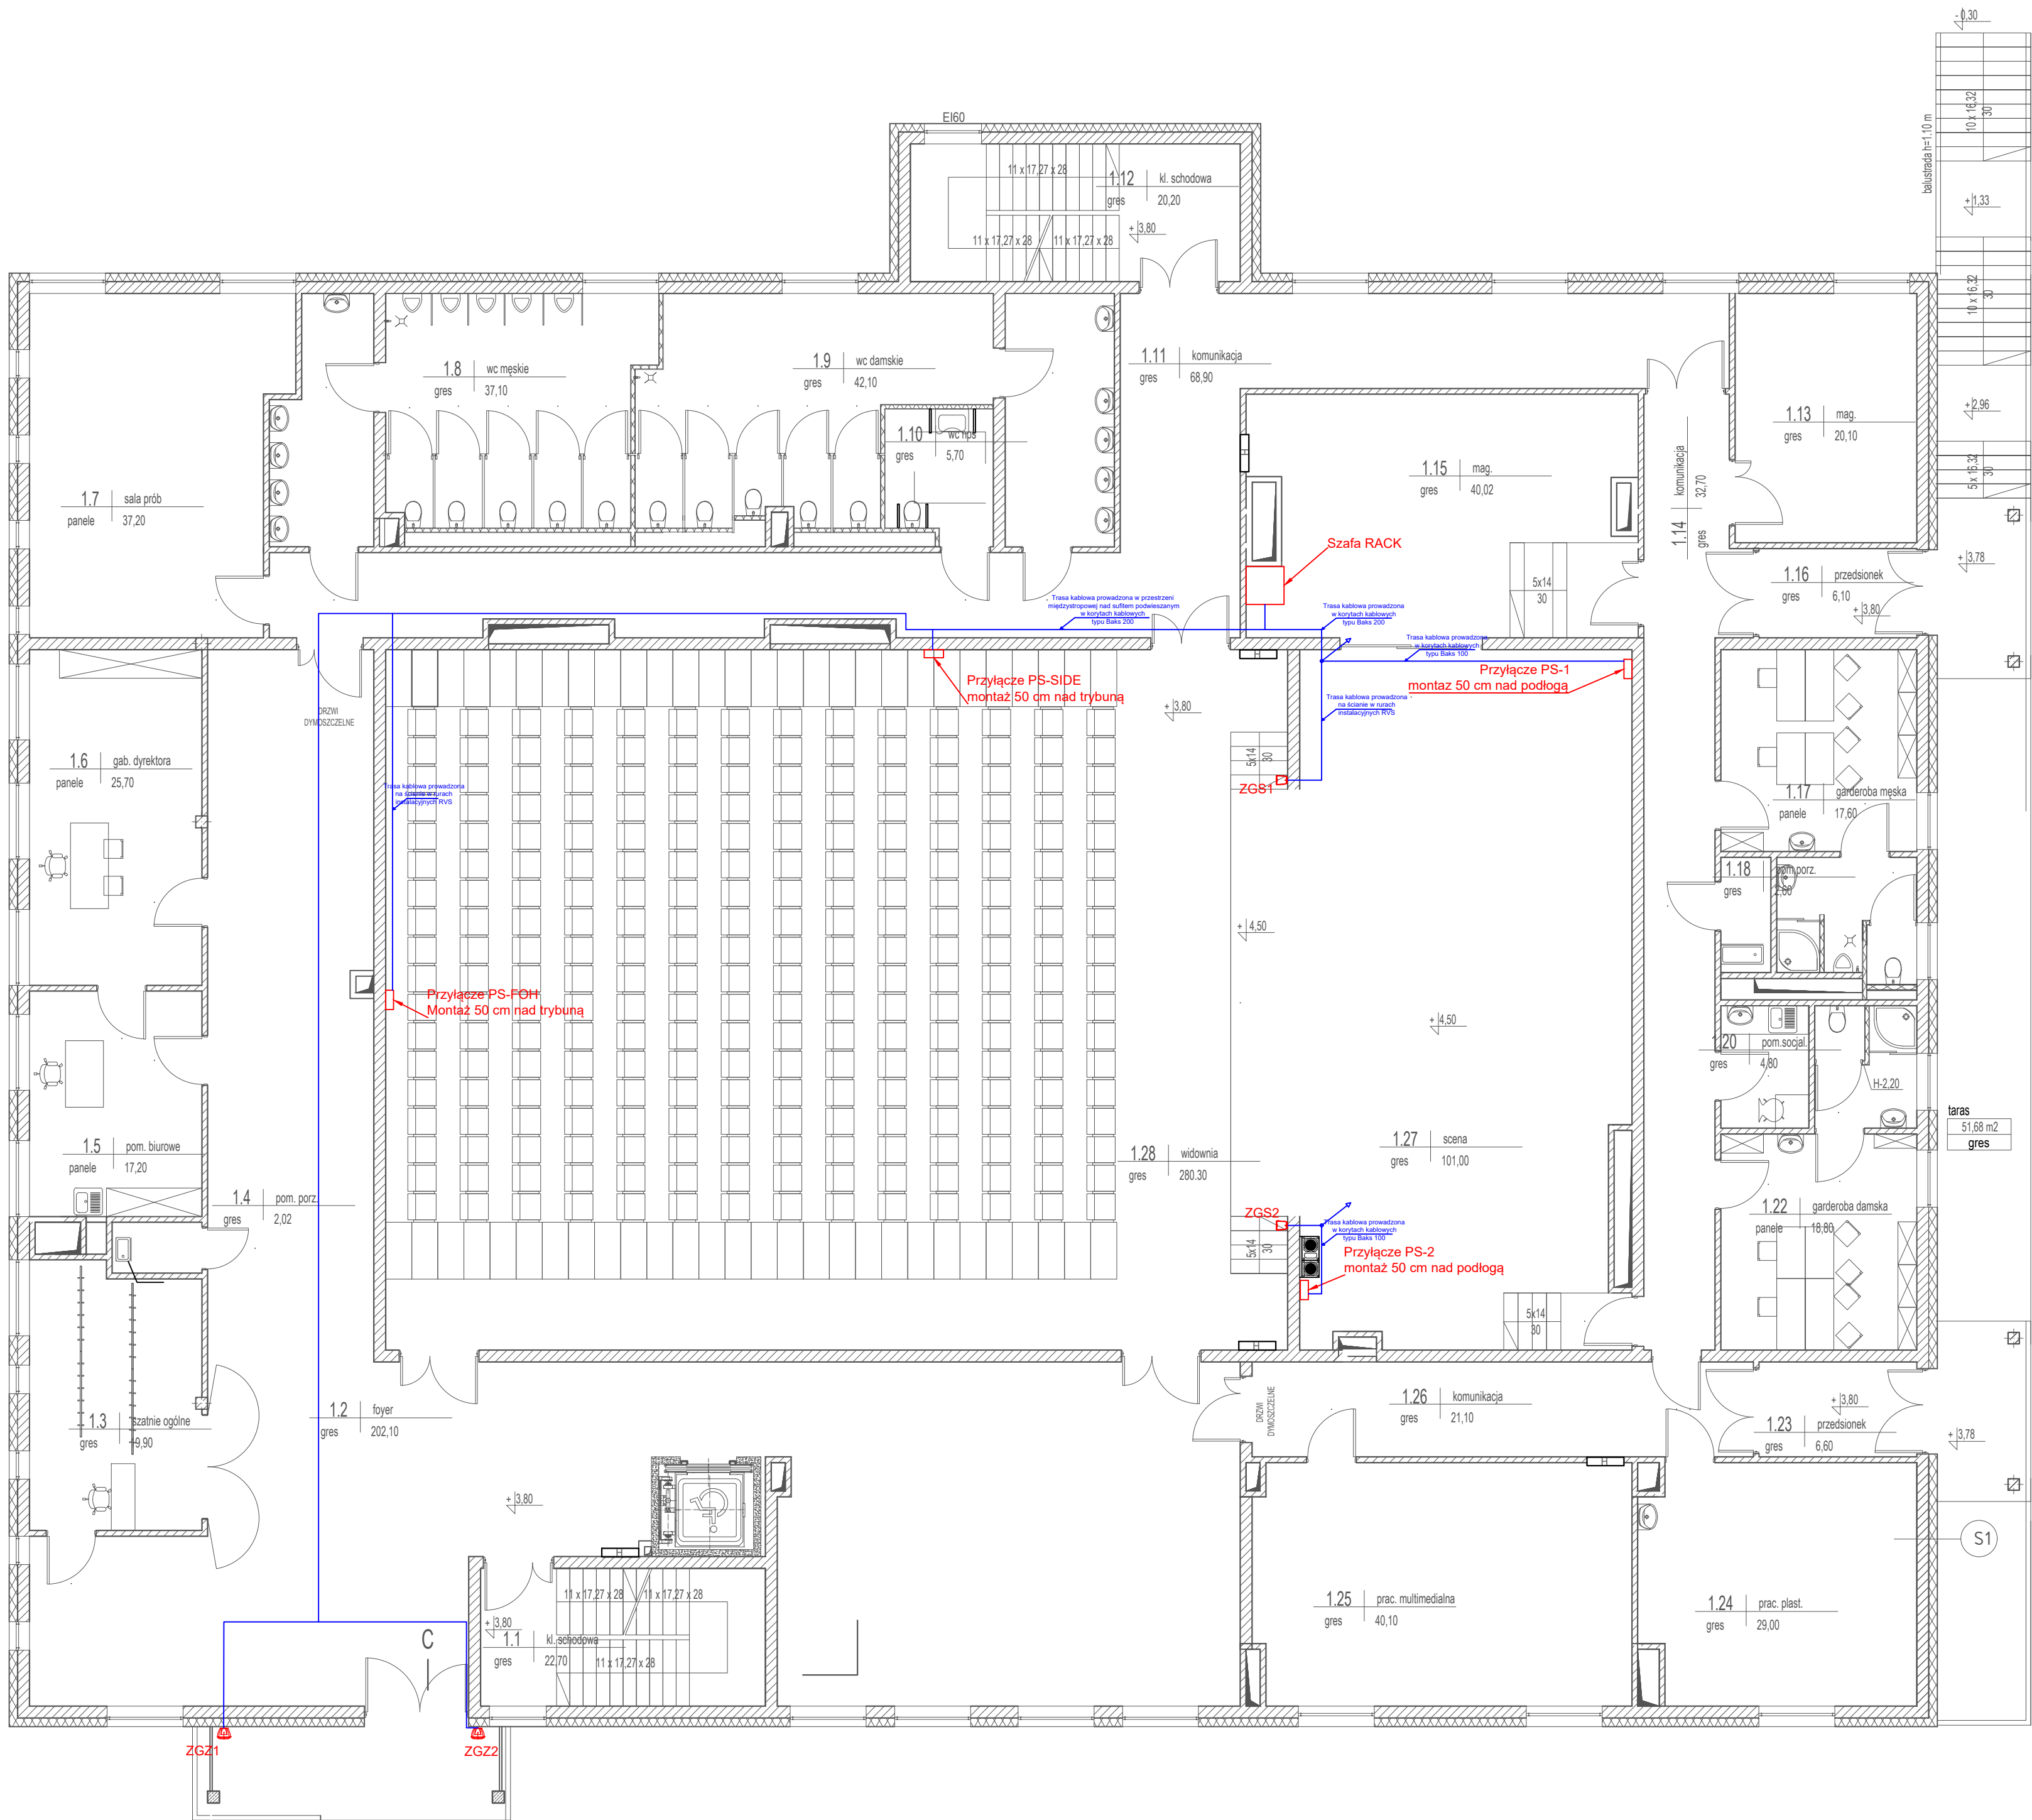 - 0,30
10 x 16,32
30
balustrada h=1.10 m
+ 1,33
10 x 16,32
30
+ 2,96
5x 16,32
30
+ 3,78
EI60
11 x 17,27 x 28
1.12 kl. schodowa
gres 20,20
11 x 17,27 x 28 11 x 17,27 x 28
+ 3,80
1.7 sala prób
panele 37,20
1.8 wc męskie
gres 37,10
1.9 wc damskie
gres 42,10
1.10 wc nps
gres 5,70
1.11 komunikacja
gres 68,90
1.15 mag.
gres 40,02
1.14 komunikacja
gres 32,70
1.13 mag.
gres 20,10
1.16 przedsionek
gres 6,10
+ 3,80
Szafa RACK
5x14
30
Trasa kablowa prowadzona w przestrzeni
międzystropowej nad sufitem podwieszanym
w korytach kablowych
typu Baks 200
Trasa kablowa prowadzona
w korytach kablowych
typu Baks 200
Trasa kablowa prowadzona
w korytach kablowych
typu Baks 100
Przyłącze PS-SIDE
montaż 50 cm nad trybuną
Przyłącze PS-1
montaz 50 cm nad podłogą
Trasa kablowa prowadzona
na ścianie w rurach
instalacyjnych RVS
+ 3,80
DRZWI
DYMOSZCZELNE
5x14
30
ZGS1
1.6 gab. dyrektora
panele 25,70
Trasa kablowa prowadzona
na ścianie w rurach
instalacyjnych RVS
1.17 garderoba męska
panele 17,60
1.18 pom.porz.
gres 2,60
+ 4,50
Przyłącze PS-FOH
Montaż 50 cm nad trybuną
+ 4,50
1.20 pom.socjal.
gres 4,80
H-2,20
taras
51,68 m2
gres
1.5 pom. biurowe
panele 17,20
1.28 widownia
gres 280.30
1.27 scena
gres 101,00
1.4 pom. porz.
gres 2,02
ZGS2
5x14
30
Trasa kablowa prowadzona
w korytach kablowych
typu Baks 100
Przyłącze PS-2
montaż 50 cm nad podłogą
1.22 garderoba damska
panele 18,80
5x14
30
1.3 szatnie ogólne
gres 19,90
1.2 foyer
gres 202,10
DRZWI
DYMOSZCZELNE
1.26 komunikacja
gres 21,10
+ 3,80
1.23 przedsionek
gres 6,60
+ 3,78
+ 3,80
S1
11 x 17,27 x 28 11 x 17,27 x 28
+ 3,80
1.1 kl. schodowa
gres 22,70
11 x 17,27 x 28
C
1.25 prac. multimedialna
gres 40,10
1.24 prac. plast.
gres 29,00
ZGZ1
ZGZ2